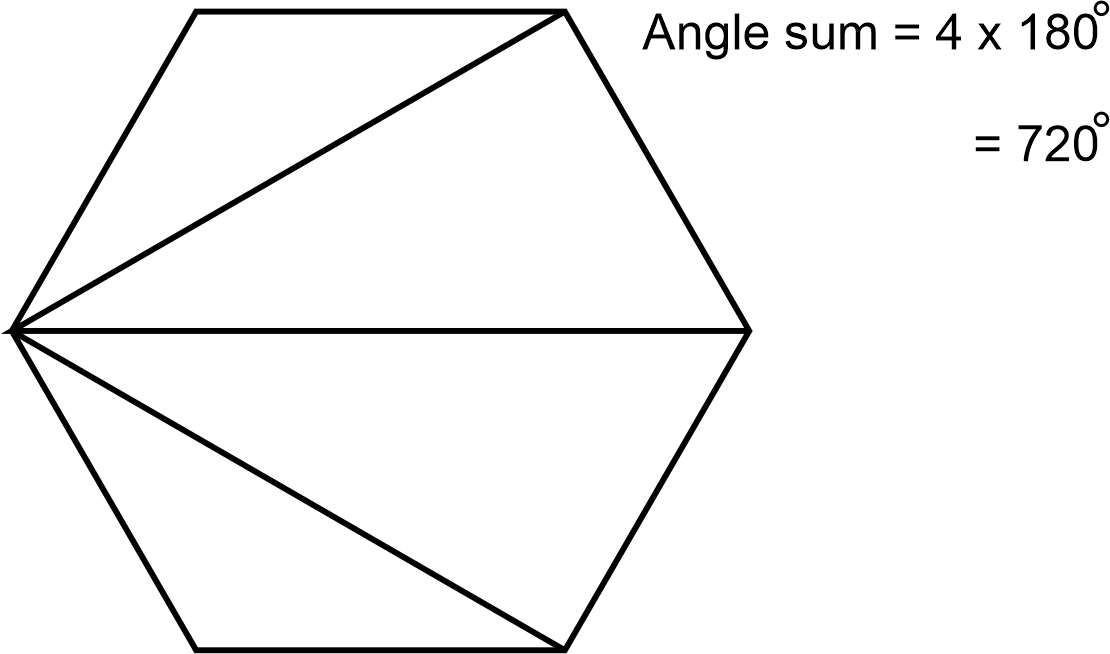 Angle sum = 4 x 180°
= 720°